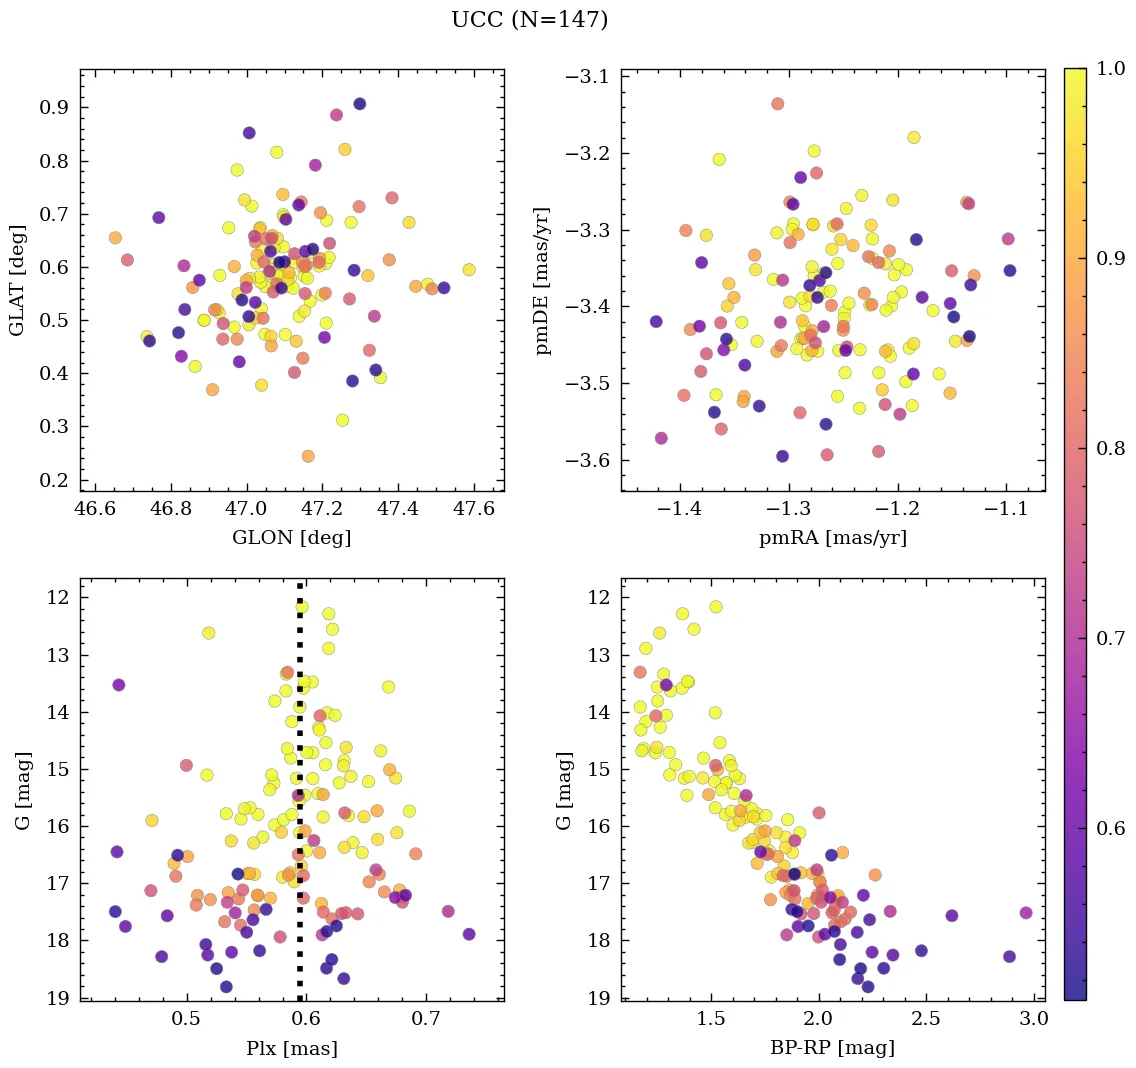 UCC (N=147)
0.9
0.8
0.7
0.6
0.5
0.4
0.3
0.2
GLAT [deg]
46.6 46.8 47.0 47.2 47.4 47.6
GLON [deg]
−3.1
−3.2
−3.3
−3.4
−3.5
−3.6
pmDE [mas/yr]
−1.4 −1.3 −1.2 −1.1
pmRA [mas/yr]
12
13
14
15
16
17
18
19
G [mag]
0.5 0.6 0.7
Plx [mas]
12
13
14
15
16
17
18
19
G [mag]
1.5 2.0 2.5 3.0
BP-RP [mag]
1.0
0.9
0.8
0.7
0.6